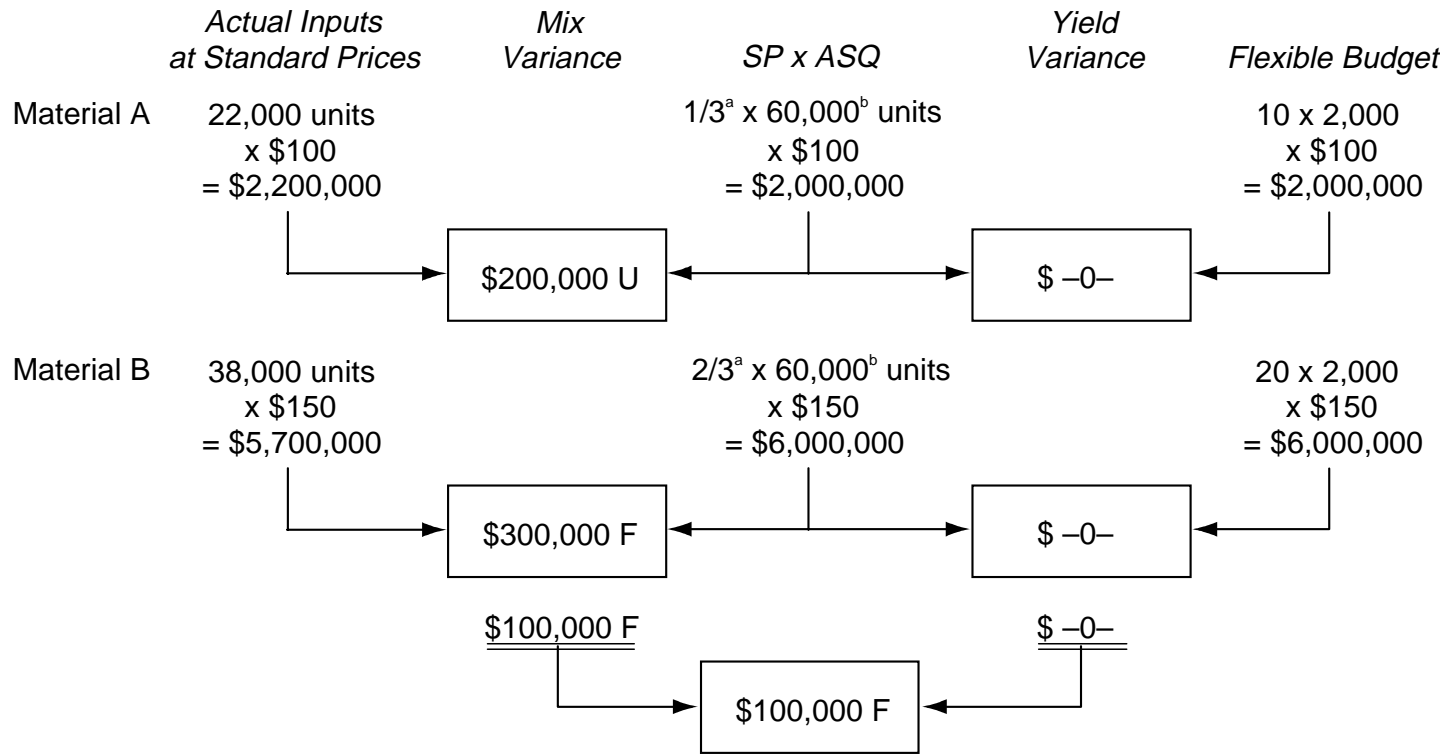 Actual Inputs
at Standard Prices
Mix
Variance
SP x ASQ
Yield
Variance
Flexible Budget
Material A
22,000 units
x $100
= $2,200,000
1/3ᵃ x 60,000ᵇ units
x $100
= $2,000,000
10 x 2,000
x $100
= $2,000,000
$200,000 U
$ –0–
Material B
38,000 units
x $150
= $5,700,000
2/3ᵃ x 60,000ᵇ units
x $150
= $6,000,000
20 x 2,000
x $150
= $6,000,000
$300,000 F
$ –0–
$100,000 F
$ –0–
$100,000 F